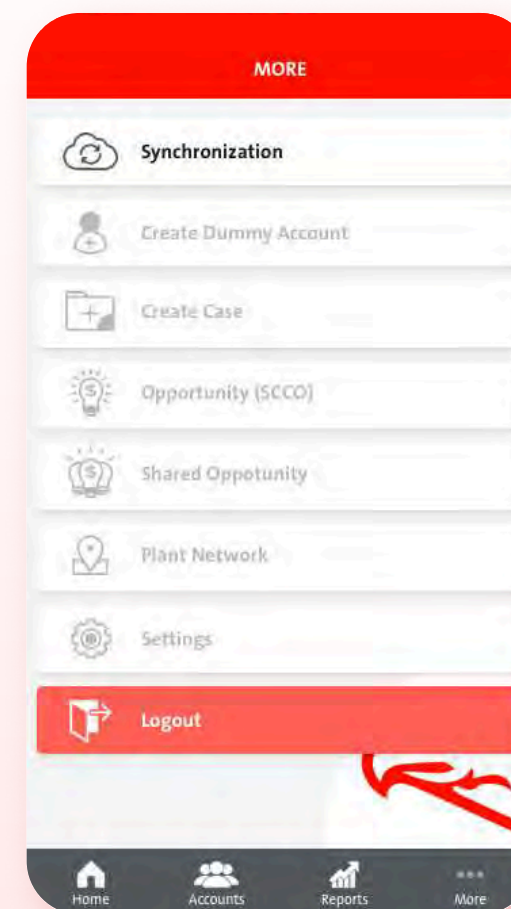 MORE
Synchronization
Create Dummy Account
Create Case
Opportunity (SCCO)
Shared Oppotunity
Plant Network
Settings
Logout
Home Accounts Reports More